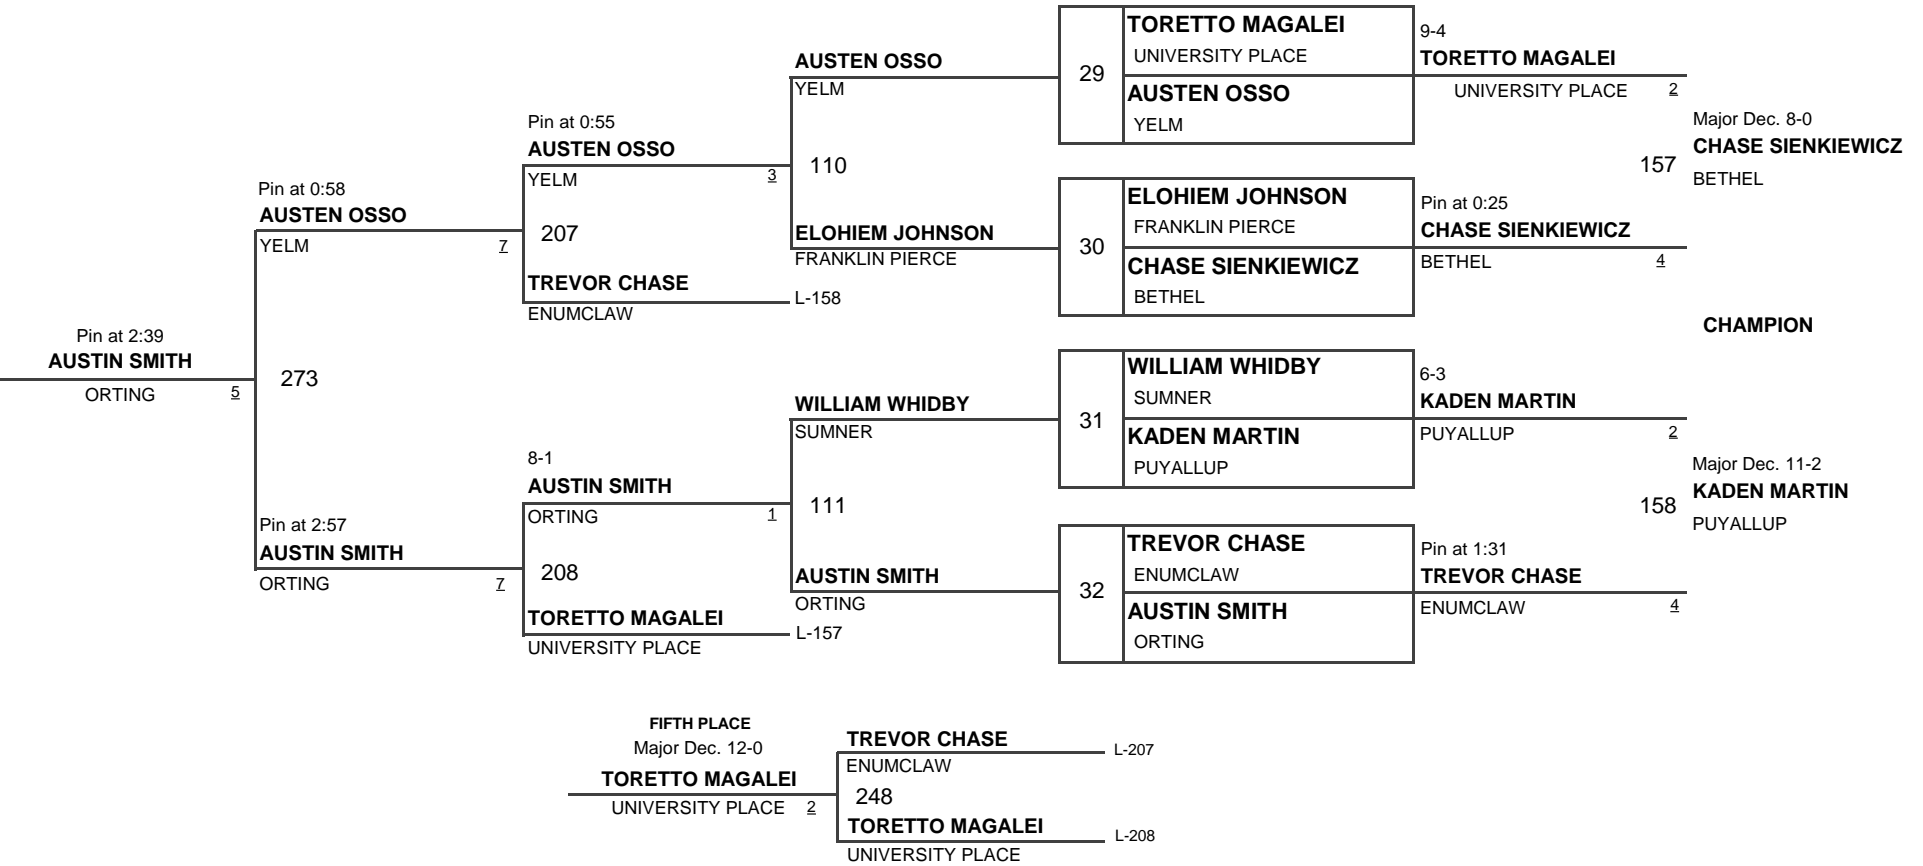 TORETTO MAGALEI
UNIVERSITY PLACE
29
AUSTEN OSSO
YELM
9-4
TORETTO MAGALEI
UNIVERSITY PLACE 2
Major Dec. 8-0
CHASE SIENKIEWICZ
157
BETHEL
ELOHIEM JOHNSON
FRANKLIN PIERCE
30
CHASE SIENKIEWICZ
BETHEL
Pin at 0:25
CHASE SIENKIEWICZ
BETHEL 4
CHAMPION
WILLIAM WHIDBY
SUMNER
31
KADEN MARTIN
PUYALLUP
6-3
KADEN MARTIN
PUYALLUP 2
Major Dec. 11-2
KADEN MARTIN
158
PUYALLUP
TREVOR CHASE
ENUMCLAW
32
AUSTIN SMITH
ORTING
Pin at 1:31
TREVOR CHASE
ENUMCLAW 4
AUSTEN OSSO
YELM
110
ELOHIEM JOHNSON
FRANKLIN PIERCE
WILLIAM WHIDBY
SUMNER
111
AUSTIN SMITH
ORTING
Pin at 0:55
AUSTEN OSSO
YELM 3
207
TREVOR CHASE
L-158
ENUMCLAW
8-1
AUSTIN SMITH
ORTING 1
208
TORETTO MAGALEI
L-157
UNIVERSITY PLACE
Pin at 0:58
AUSTEN OSSO
YELM 7
273
Pin at 2:57
AUSTIN SMITH
ORTING 7
Pin at 2:39
AUSTIN SMITH
ORTING 5
FIFTH PLACE
Major Dec. 12-0
TORETTO MAGALEI
UNIVERSITY PLACE 2
TREVOR CHASE
L-207
ENUMCLAW
248
TORETTO MAGALEI
L-208
UNIVERSITY PLACE